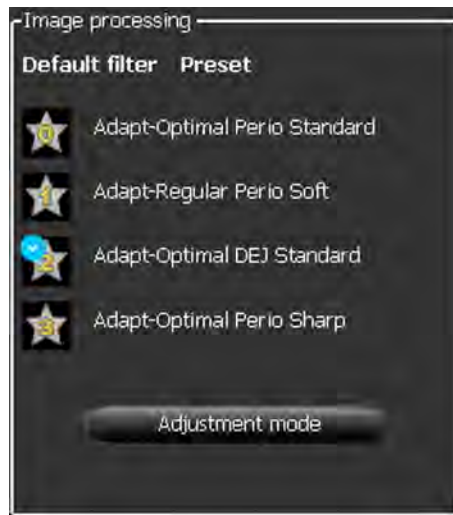 Image processing
Default filter Preset
0 Adapt-Optimal Perio Standard
1 Adapt-Regular Perio Soft
2 Adapt-Optimal DEJ Standard
3 Adapt-Optimal Perio Sharp
Adjustment mode